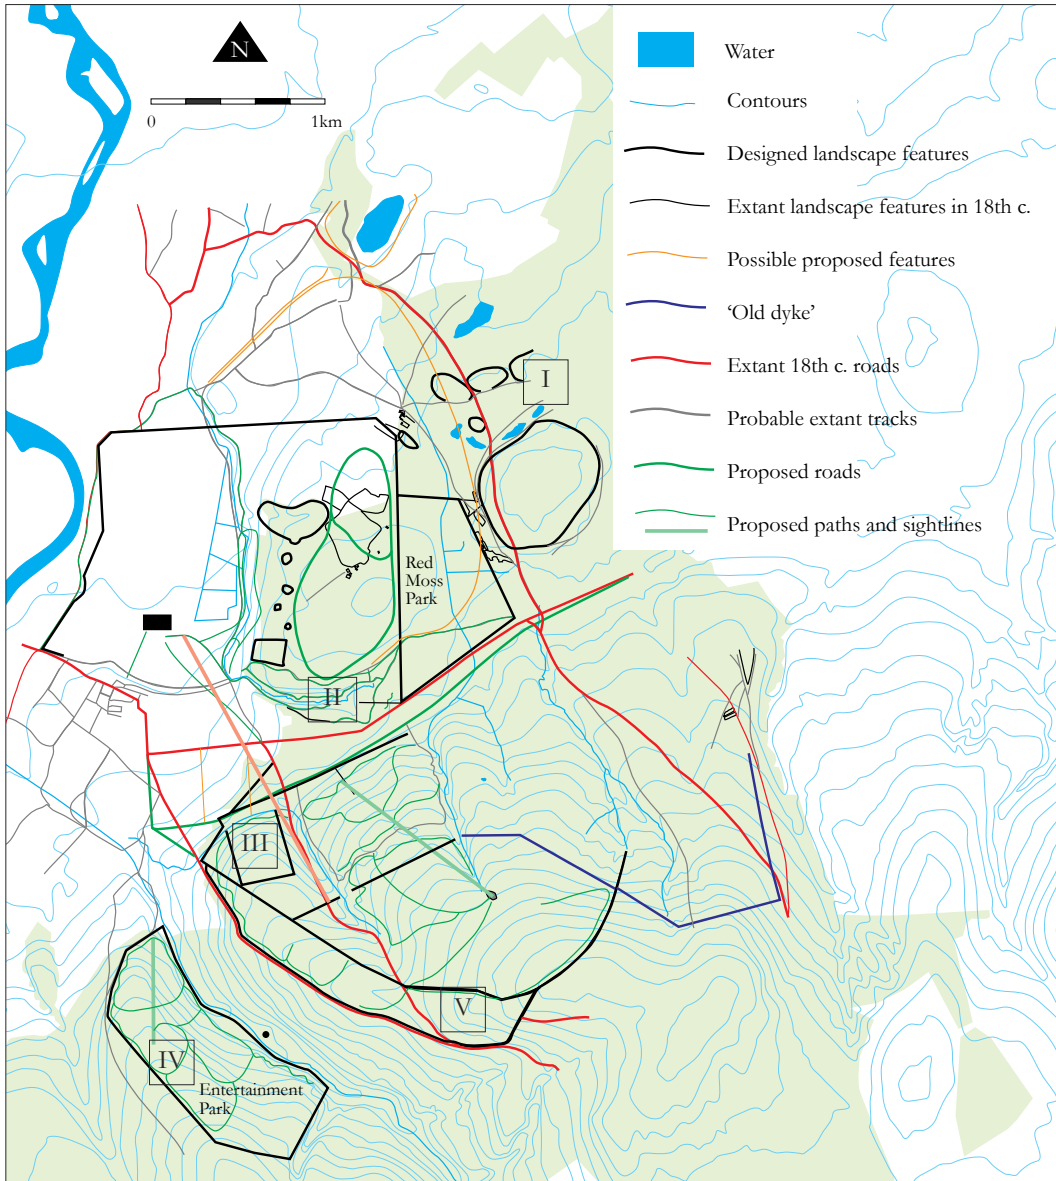 N
0 1km
Water
Contours
Designed landscape features
Extant landscape features in 18th c.
Possible proposed features
‘Old dyke’
Extant 18th c. roads
Probable extant tracks
Proposed roads
Proposed paths and sightlines
I
Red
Moss
Park
II
III
V
IV
Entertainment
Park